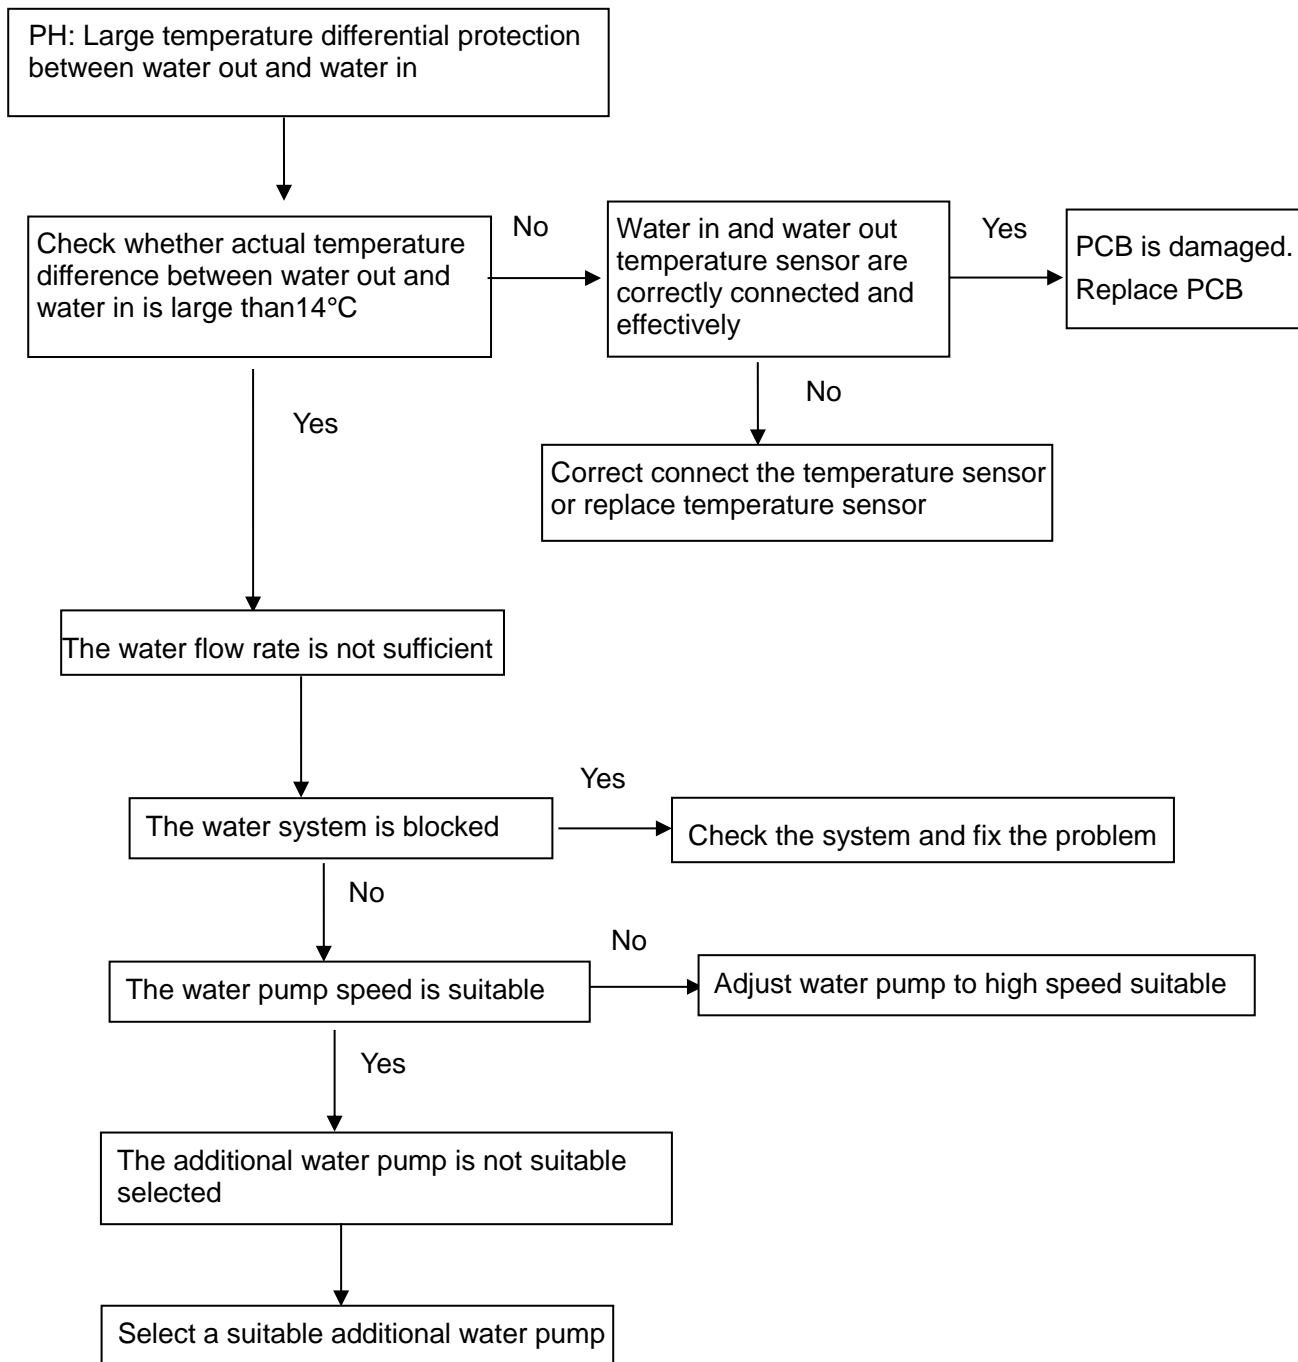 PH: Large temperature differential protection
between water out and water in
Check whether actual temperature
difference between water out and
water in is large than14°C
No
Water in and water out
temperature sensor are
correctly connected and
effectively
Yes
PCB is damaged.
Replace PCB
Yes
No
Correct connect the temperature sensor
or replace temperature sensor
The water flow rate is not sufficient
The water system is blocked
Yes
Check the system and fix the problem
No
The water pump speed is suitable
No
Adjust water pump to high speed suitable
Yes
The additional water pump is not suitable
selected
Select a suitable additional water pump